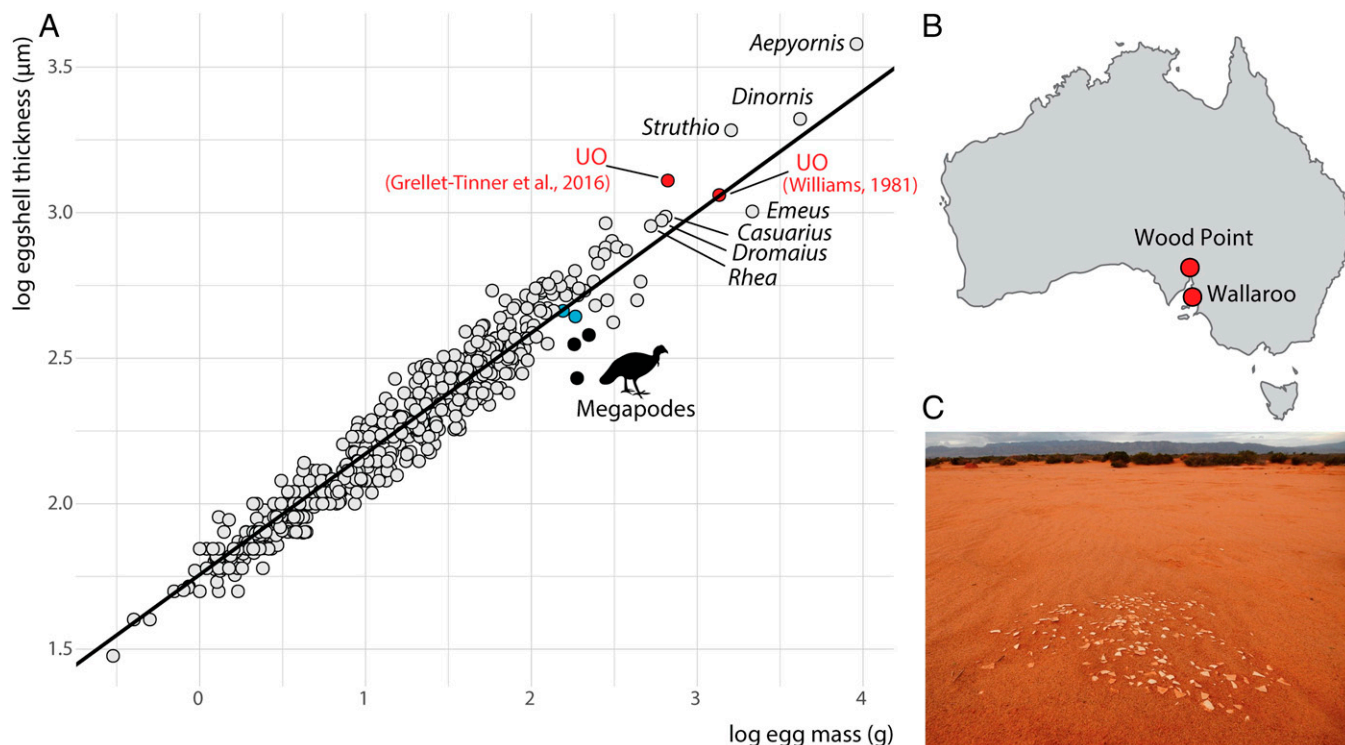 A
log eggshell thickness (μm)
3.5
3.0
2.5
2.0
1.5
Aepyornis
Dinornis
Struthio
UO
(Grellet-Tinner et al., 2016)
UO
(Williams, 1981)
Emeus
Casuarius
Dromaius
Rhea
Megapodes
0
1
2
3
4
log egg mass (g)
B
Wood Point
Wallaroo
C